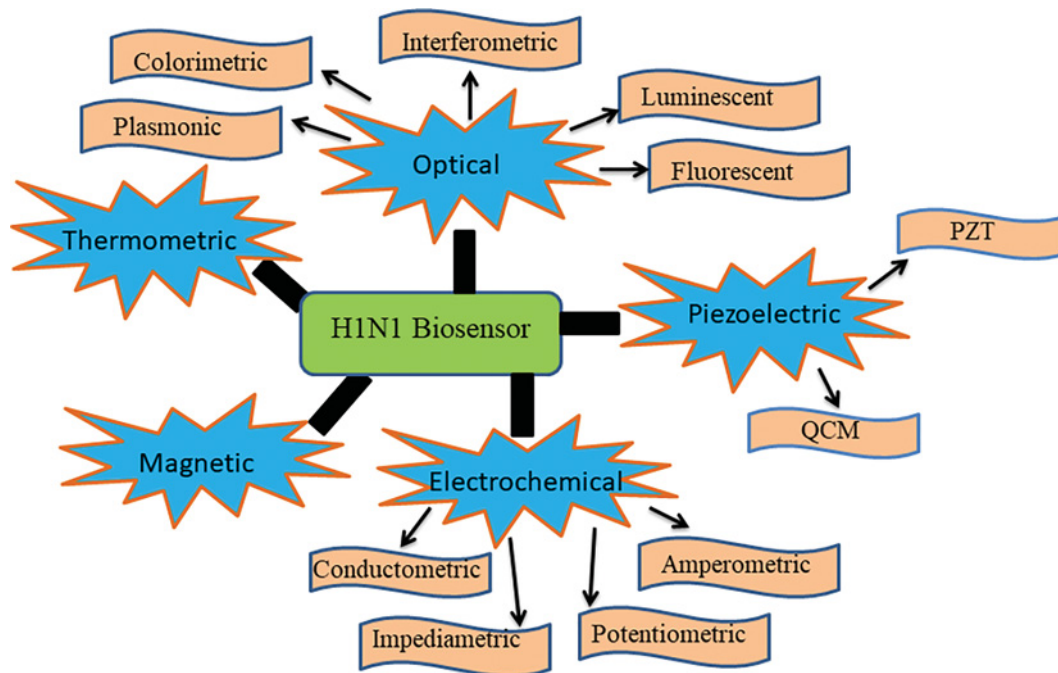 Interferometric
Colorimetric
Luminescent
Plasmonic
Optical
Fluorescent
Thermometric
PZT
H1N1 Biosensor
Piezoelectric
QCM
Magnetic
Electrochemical
Conductometric
Amperometric
Impediametric
Potentiometric